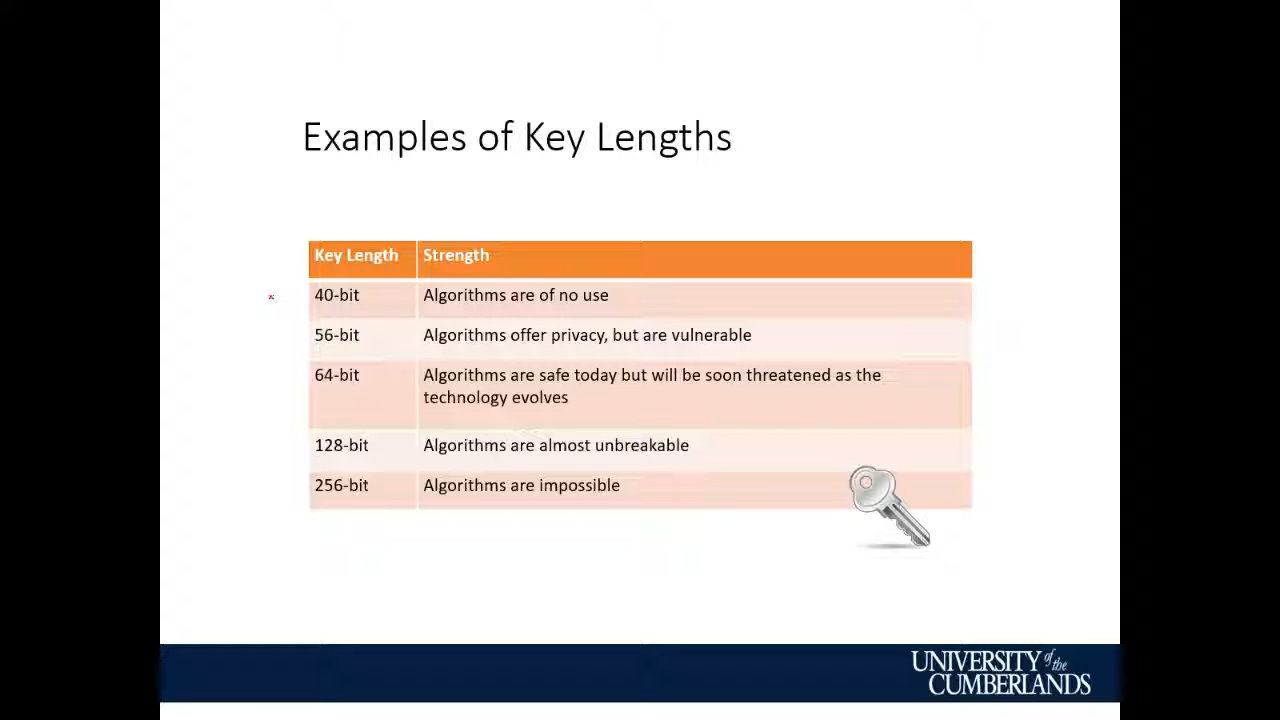 Examples of Key Lengths
Key Length Strength
40-bit Algorithms are of no use
56-bit Algorithms offer privacy, but are vulnerable
64-bit Algorithms are safe today but will be soon threatened as the
technology evolves
128-bit Algorithms are almost unbreakable
256-bit Algorithms are impossible
UNIVERSITY of the
CUMBERLANDS